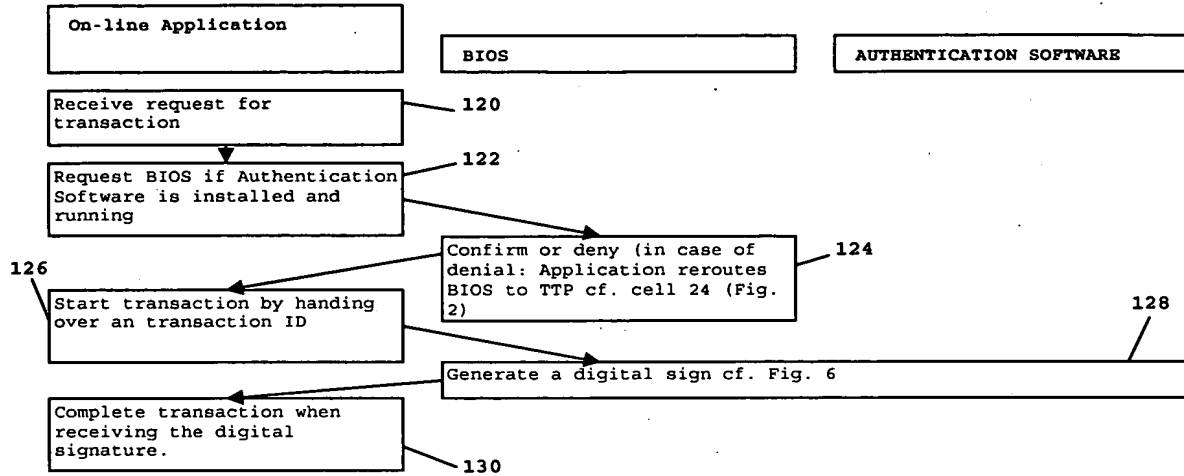 On-line Application
BIOS
AUTHENTICATION SOFTWARE
Receive request for
transaction
120
122
Request BIOS if Authentication
Software is installed and
running
Confirm or deny (in case of
denial: Application reroutes
BIOS to TTP cf. cell 24 (Fig.
2)
124
126
Start transaction by handing
over an transaction ID
128
Generate a digital sign cf. Fig. 6
Complete transaction when
receiving the digital
signature.
130